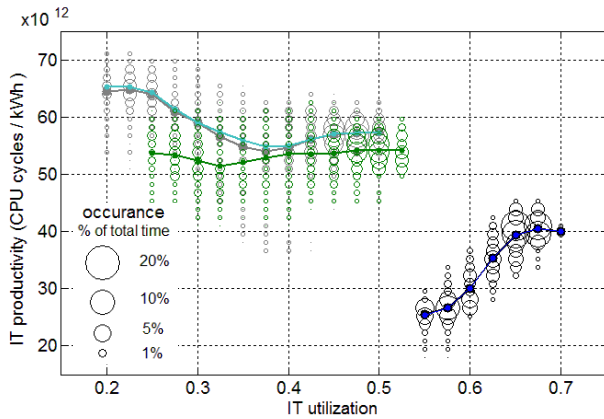 x10 12
70
60
50
40
30
20
IT productivity (CPU cycles / kWh )
occurance
% of total time
20%
10%
5%
1%
0.2 0.3 0.4 0.5 0.6 0.7
IT utilization